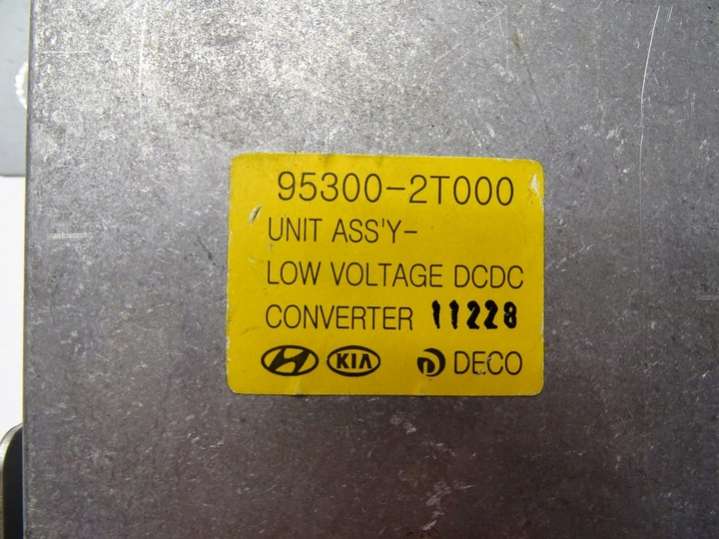 95300-2T000
UNIT ASS'Y-
LOW VOLTAGE DCDC
CONVERTER 11228
KIA DECO